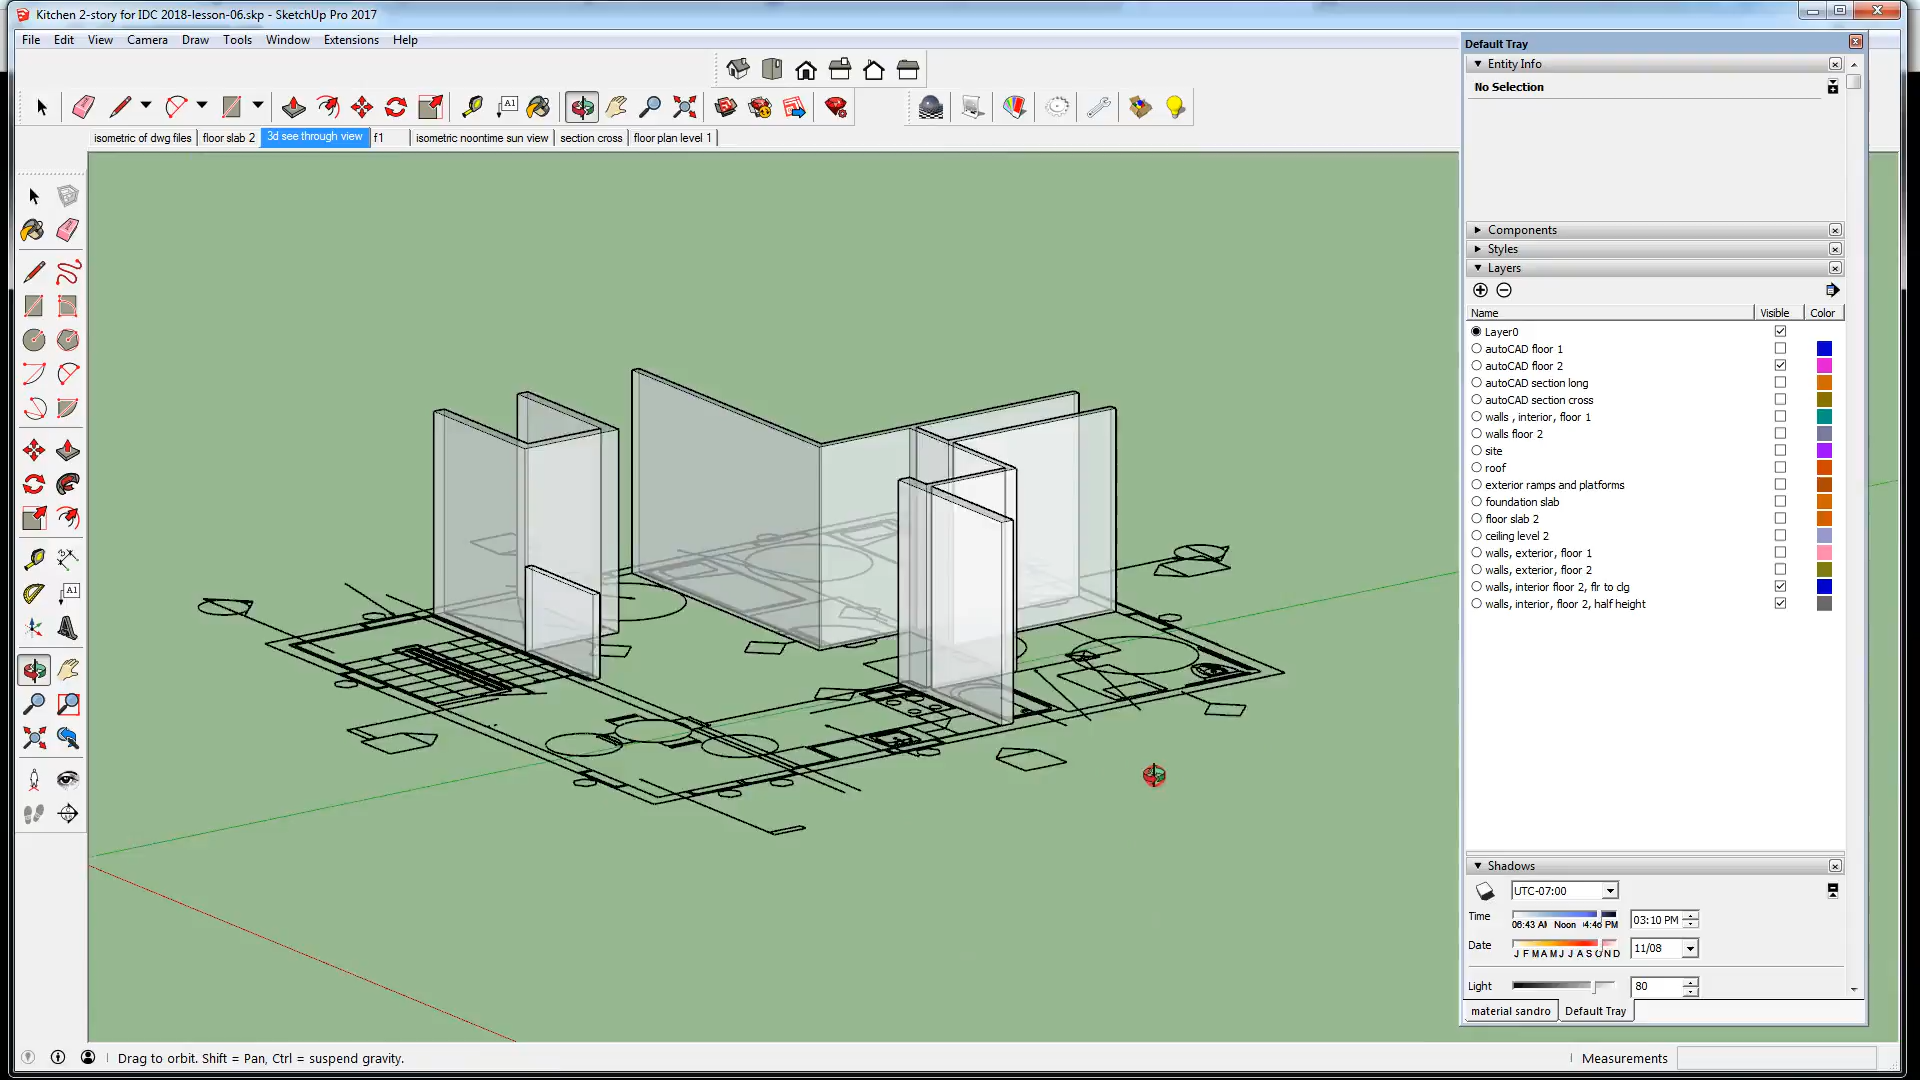 Kitchen 2-story for IDC 2018-lesson-06.skp - SketchUp Pro 2017
File Edit View Camera Draw Tools Window Extensions Help
A1
isometric of dwg files floor slab 2 3d see through view f1 isometric noontime sun view section cross floor plan level 1
A1
Default Tray
Entity Info
No Selection
Components
Styles
Layers
Name Visible Color
Layer0
autoCAD floor 1
autoCAD floor 2
autoCAD section long
autoCAD section cross
walls , interior, floor 1
walls floor 2
site
roof
exterior ramps and platforms
foundation slab
floor slab 2
ceiling level 2
walls, exterior, floor 1
walls, exterior, floor 2
walls, interior floor 2, flr to clg
walls, interior, floor 2, half height
Shadows
UTC-07:00
Time 03:10 PM
Noon PM
Date 11/08
J F M A M J J A S O N D
Light 80
material sandro Default Tray
Drag to orbit. Shift = Pan, Ctrl = suspend gravity.
Measurements